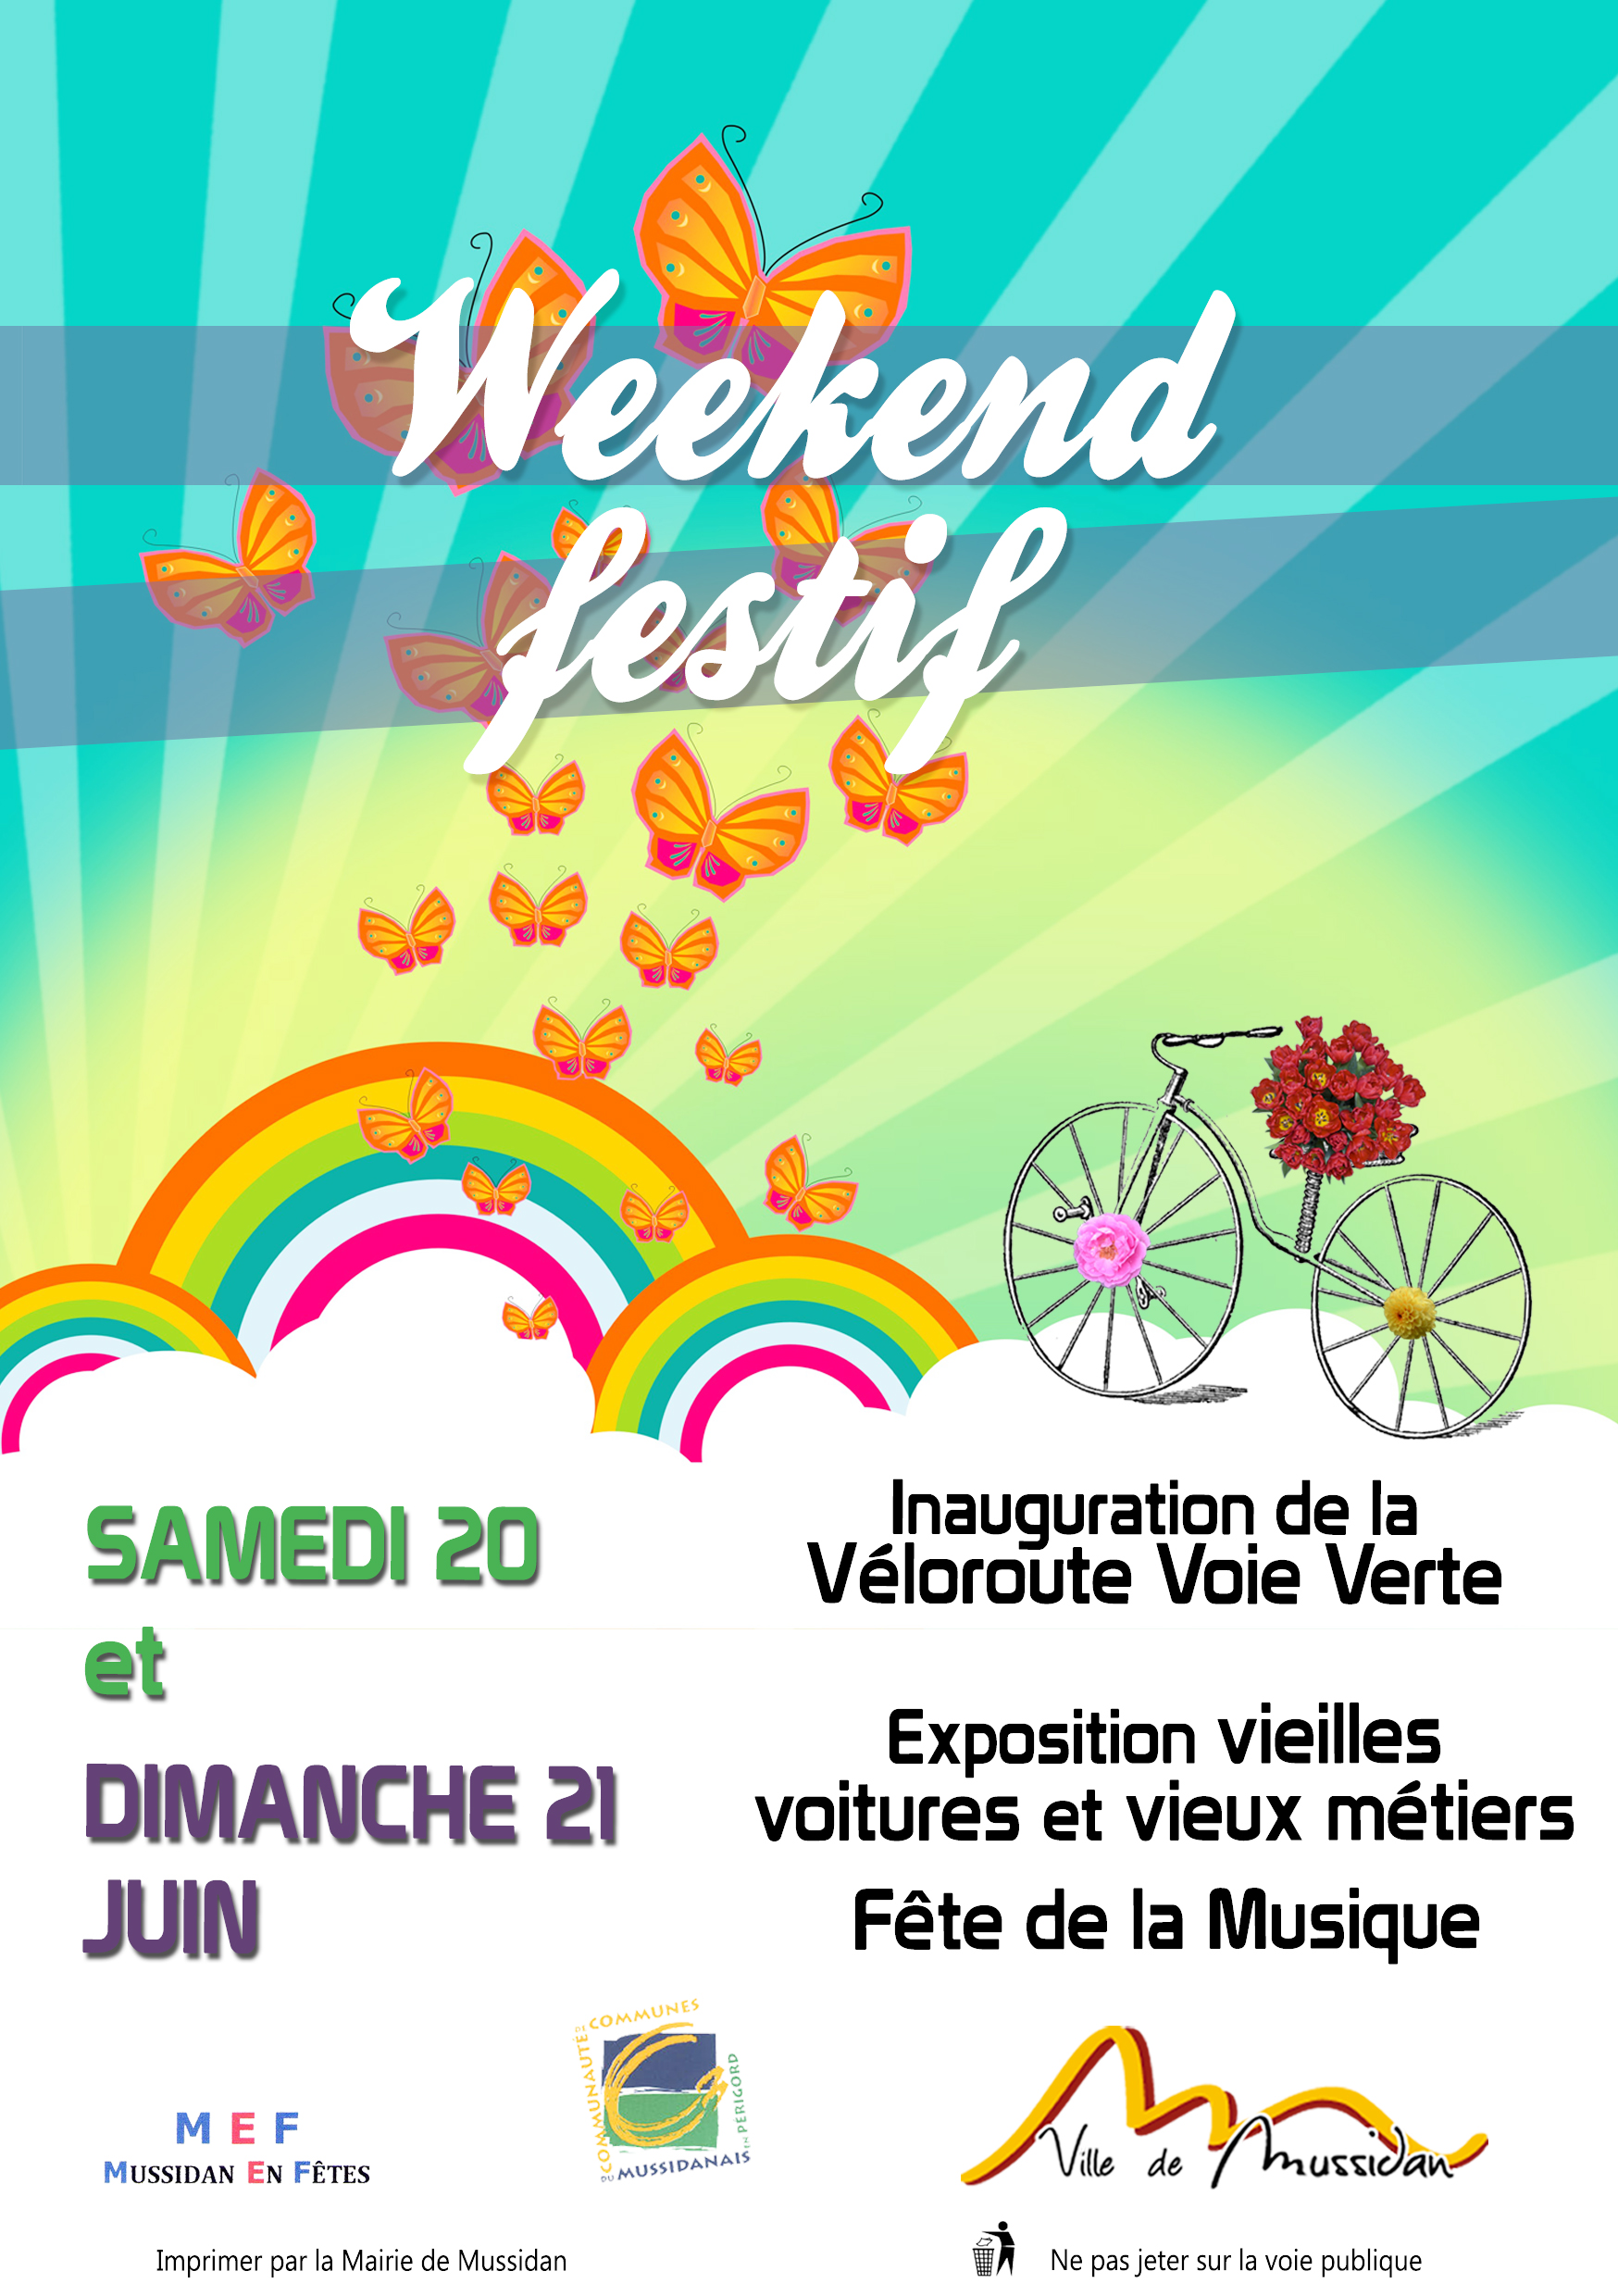 Weekend
festif
SAMEDI 20
et
DIMANCHE 21
JUIN
Inauguration de la
Véloroute Voie Verte
Exposition vieilles
voitures et vieux métiers
Fête de la Musique
M E F
MUSSIDAN EN FÊTES
COMMUNAUTÉ DE COMMUNES
DU MUSSIDANAIS EN PERIGORD
Ville de Mussidan
Imprimer par la Mairie de Mussidan
Ne pas jeter sur la voie publique